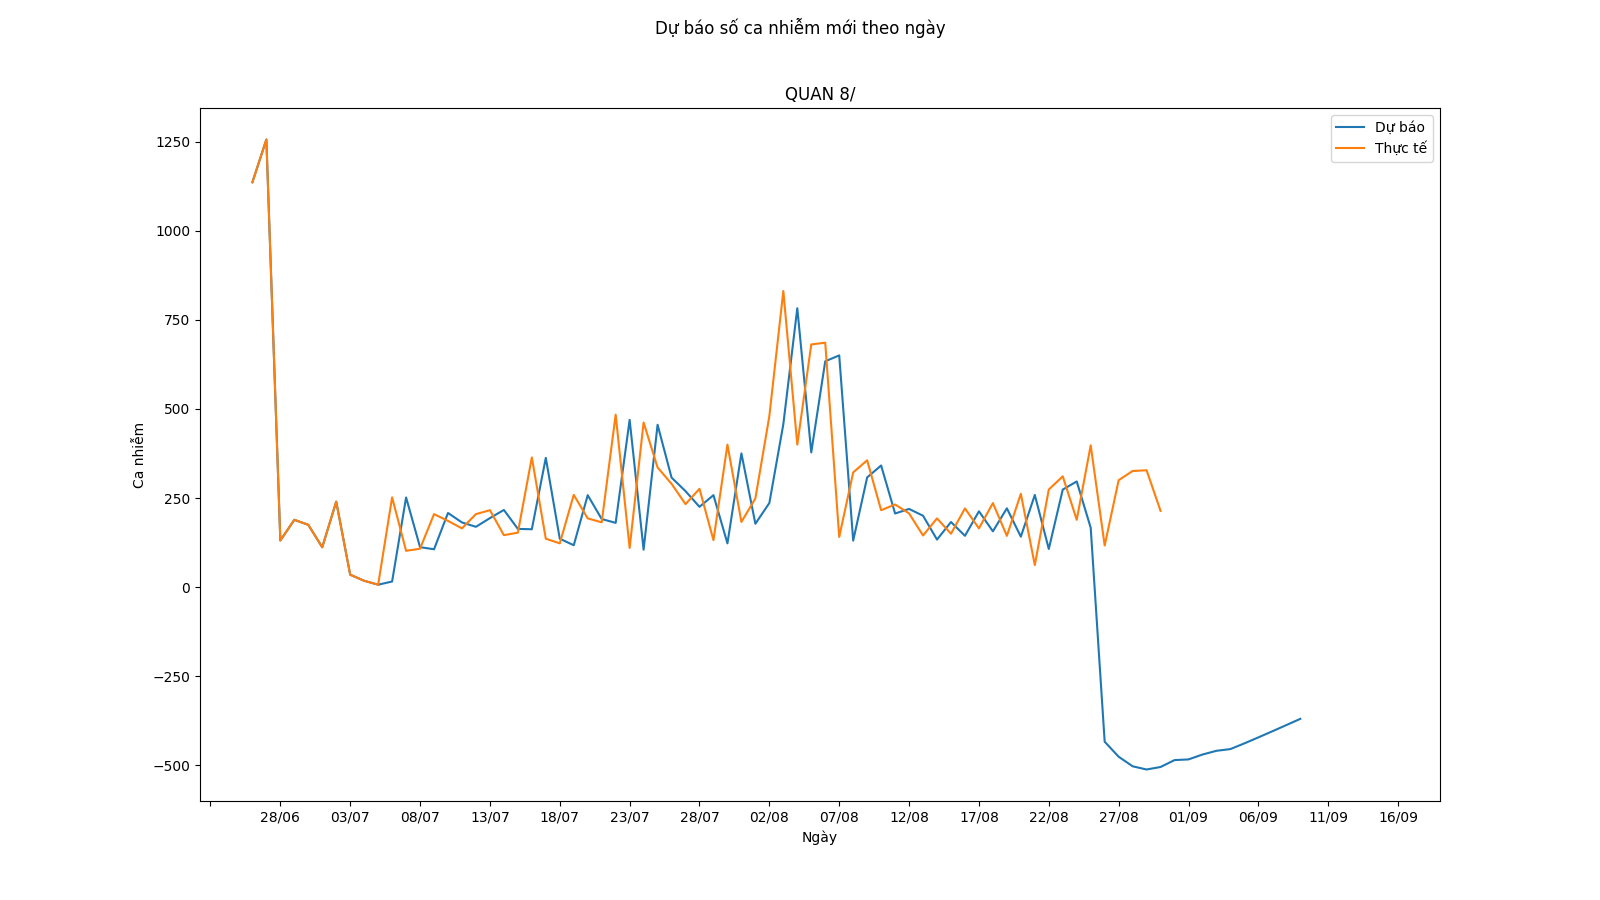 Dự báo số ca nhiễm mới theo ngày
QUAN 8/
Dự báo
Thực tế
1250
1000
750
500
250
0
−250
−500
Ca nhiễm
28/06 03/07 08/07 13/07 18/07 23/07 28/07 02/08 07/08 12/08 17/08 22/08 27/08 01/09 06/09 11/09 16/09
Ngày